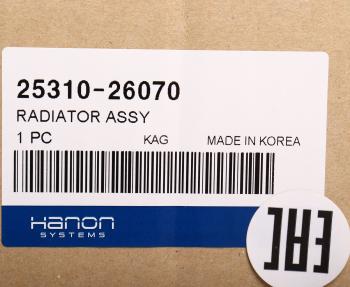 25310-26070
RADIATOR ASSY
1 PC KAG MADE IN KOREA
Hanon
SYSTEMS
EAC